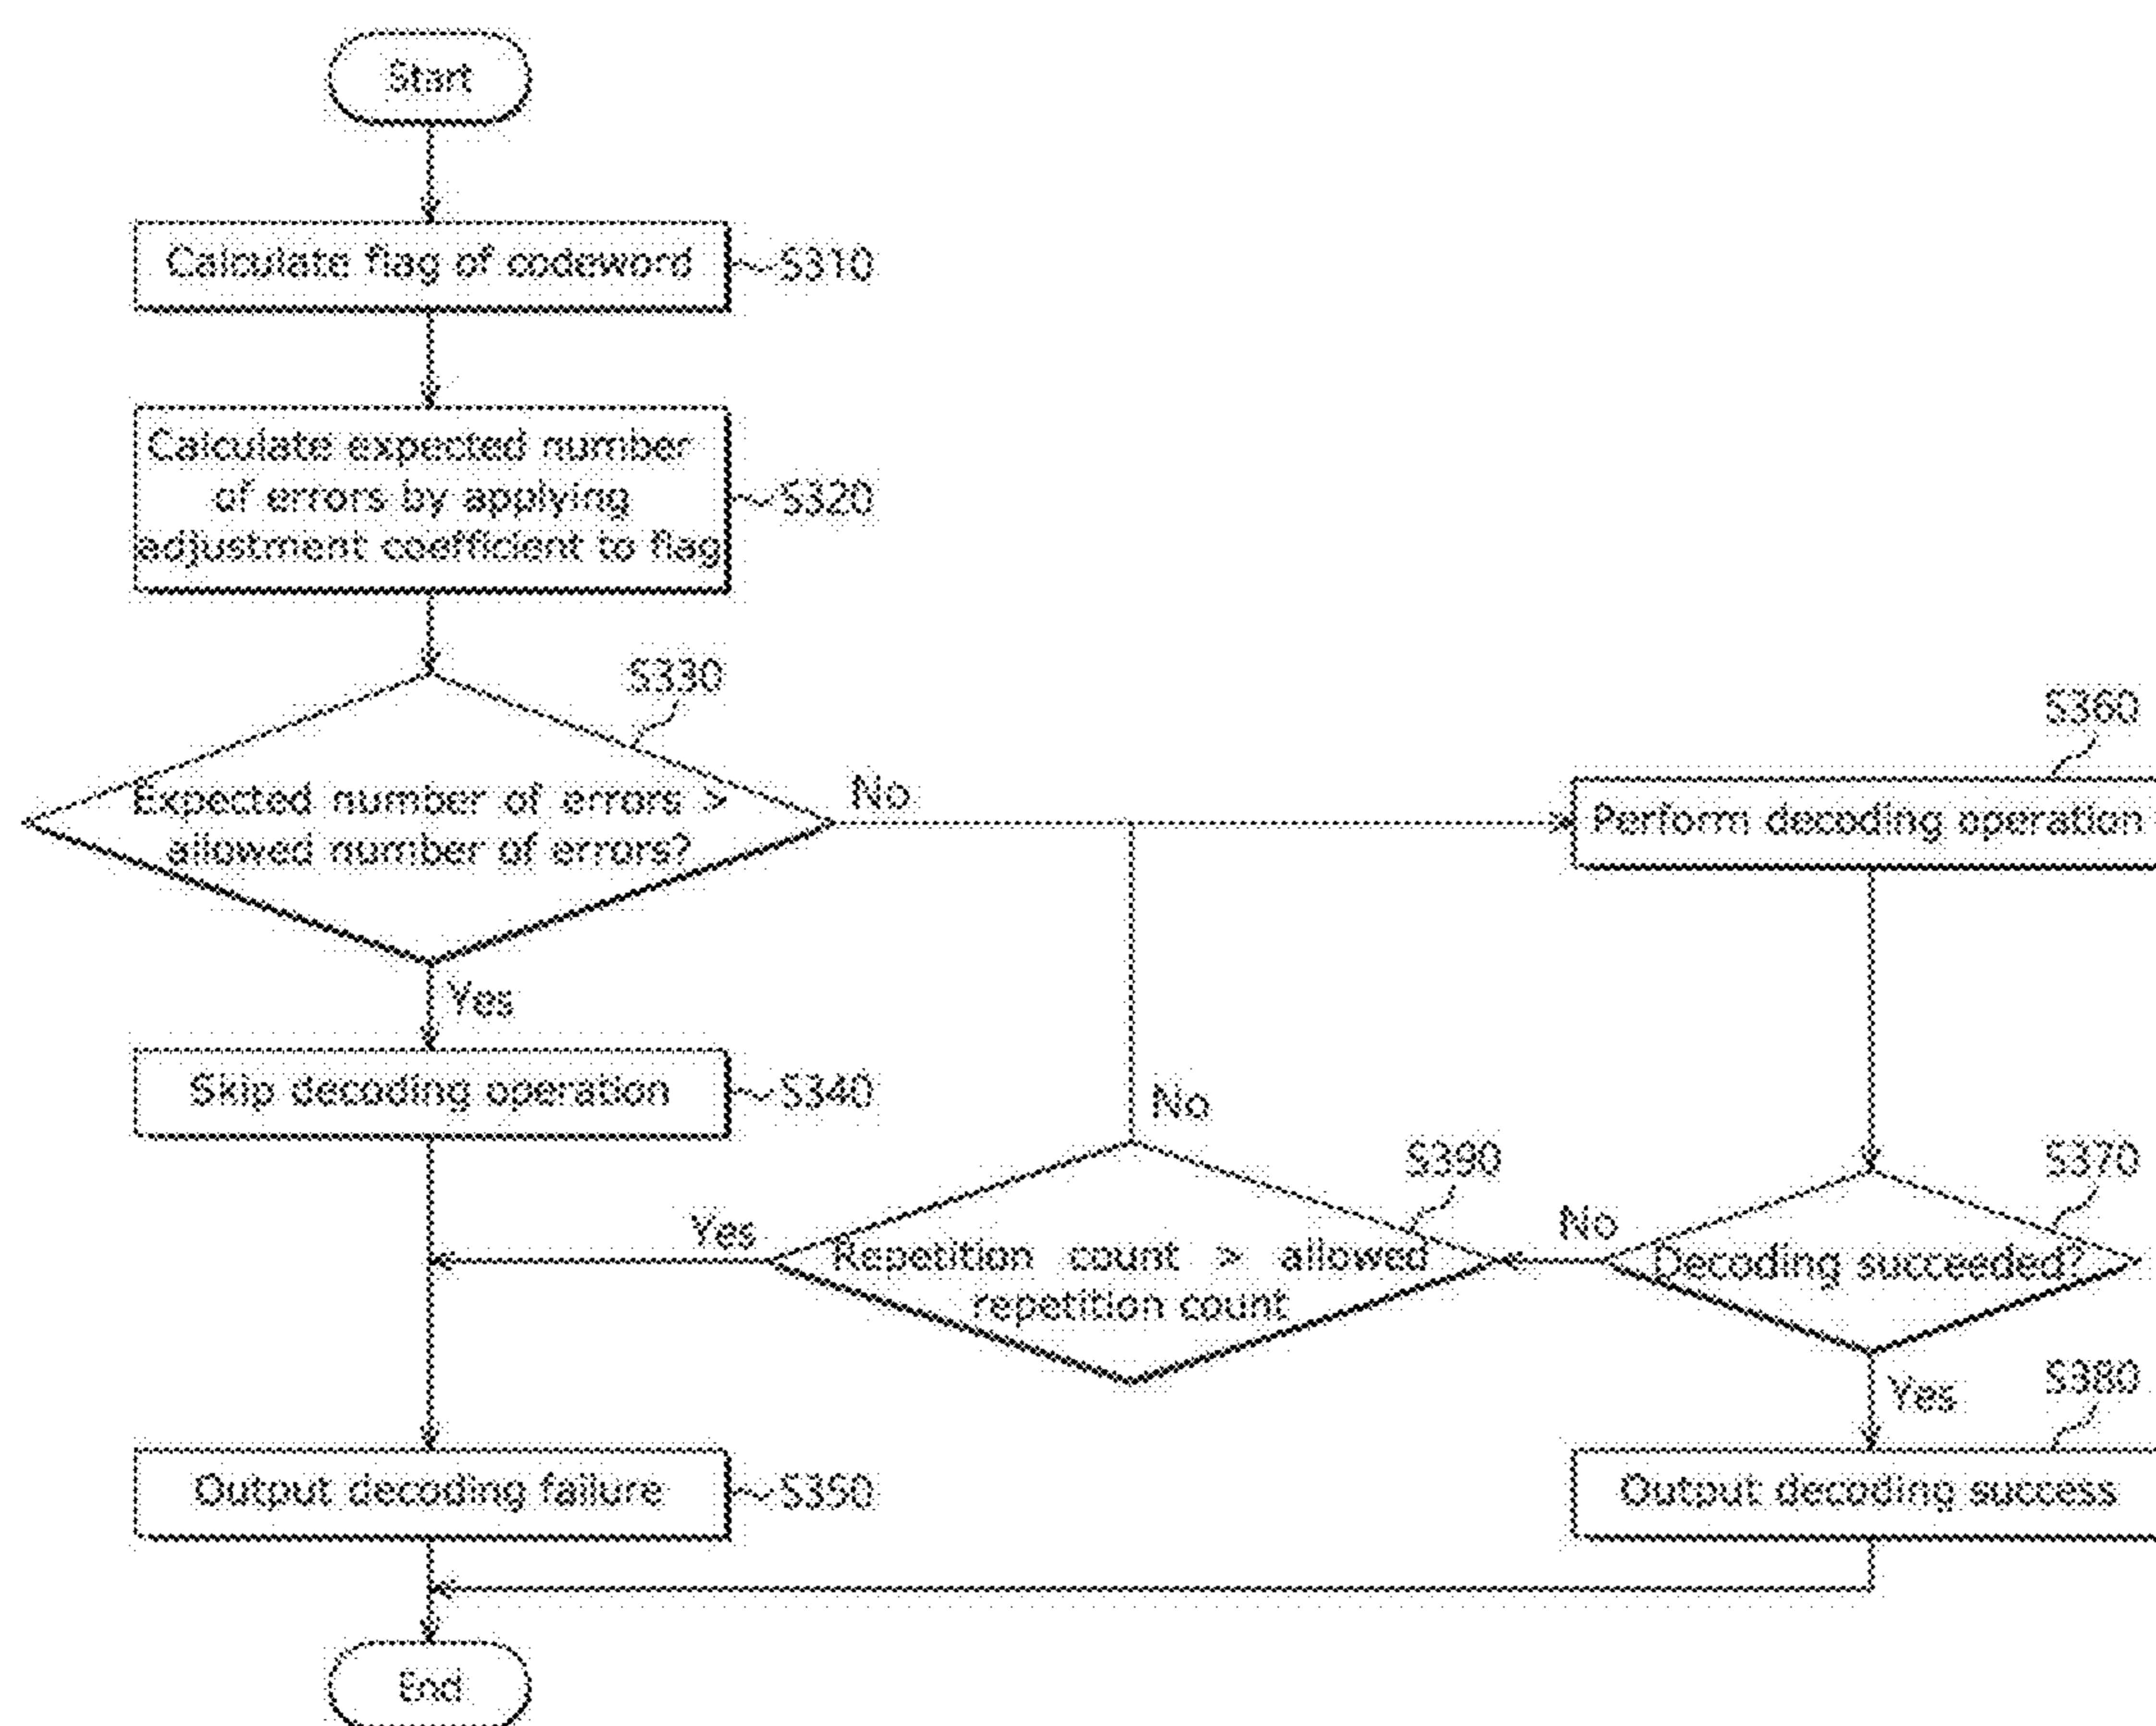 Start
Calculate flag of codeword
S310
Calculate expected number
of errors by applying
adjustment coefficient to flag
S320
S330
Expected number of errors >
allowed number of errors?
No
Yes
S360
Perform decoding operation
Skip decoding operation
S340
No
S390
Repetition count > allowed
repetition count
Yes
No
S370
Decoding succeeded?
Yes
S380
Output decoding failure
S350
Output decoding success
End